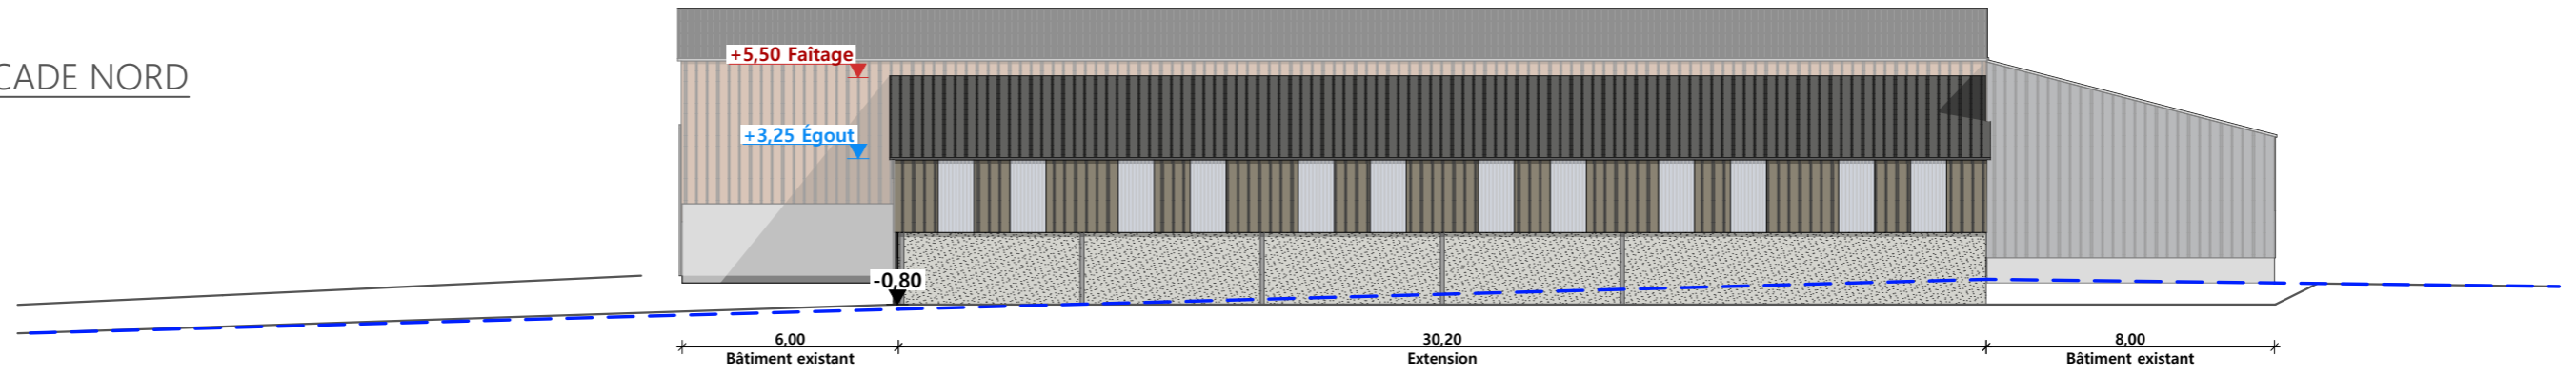 CADE NORD
+5,50 Faîtage
+3,25 Égout
-0,80
6,00
Bâtiment existant
30,20
Extension
8,00
Bâtiment existant